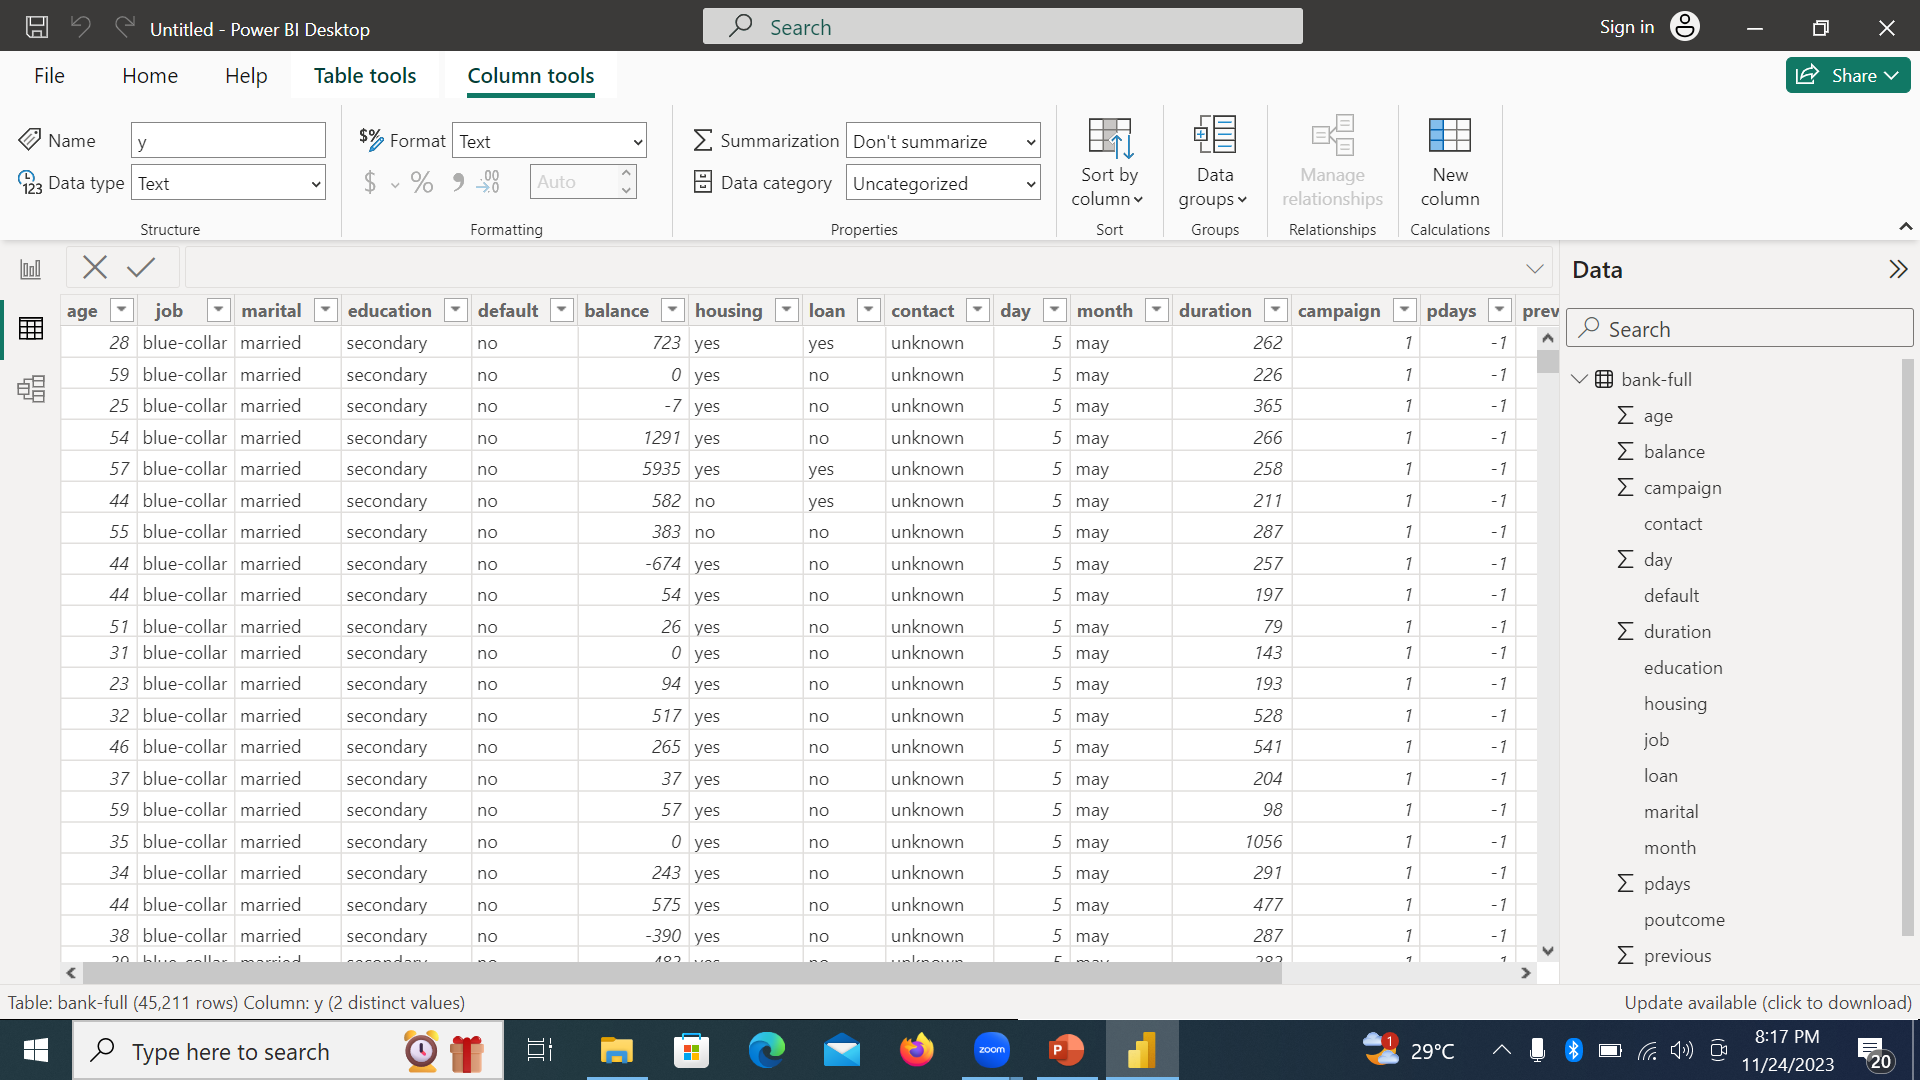 Untitled - Power BI Desktop
Search
Sign in
File Home Help Table tools Column tools
Share
Name y
Data type Text
Structure
Format Text
$ % Auto
Formatting
Summarization Don't summarize
Data category Uncategorized
Properties
Sort by column
Sort
Data groups
Groups
Manage relationships
Relationships
New column
Calculations
age job marital education default balance housing loan contact day month duration campaign pdays prev
28 blue-collar married secondary no 723 yes yes unknown 5 may 262 1 -1
59 blue-collar married secondary no 0 yes no unknown 5 may 226 1 -1
25 blue-collar married secondary no -7 yes no unknown 5 may 365 1 -1
54 blue-collar married secondary no 1291 yes no unknown 5 may 266 1 -1
57 blue-collar married secondary no 5935 yes yes unknown 5 may 258 1 -1
44 blue-collar married secondary no 582 no yes unknown 5 may 211 1 -1
55 blue-collar married secondary no 383 no no unknown 5 may 287 1 -1
44 blue-collar married secondary no -674 yes no unknown 5 may 257 1 -1
44 blue-collar married secondary no 54 yes no unknown 5 may 197 1 -1
51 blue-collar married secondary no 26 yes no unknown 5 may 79 1 -1
31 blue-collar married secondary no 0 yes no unknown 5 may 143 1 -1
23 blue-collar married secondary no 94 yes no unknown 5 may 193 1 -1
32 blue-collar married secondary no 517 yes no unknown 5 may 528 1 -1
46 blue-collar married secondary no 265 yes no unknown 5 may 541 1 -1
37 blue-collar married secondary no 37 yes no unknown 5 may 204 1 -1
59 blue-collar married secondary no 57 yes no unknown 5 may 98 1 -1
35 blue-collar married secondary no 0 yes no unknown 5 may 1056 1 -1
34 blue-collar married secondary no 243 yes no unknown 5 may 291 1 -1
44 blue-collar married secondary no 575 yes no unknown 5 may 477 1 -1
38 blue-collar married secondary no -390 yes no unknown 5 may 287 1 -1
Data
Search
bank-full
age
balance
campaign
contact
day
default
duration
education
housing
job
loan
marital
month
pdays
poutcome
previous
Table: bank-full (45,211 rows) Column: y (2 distinct values)
Update available (click to download)
Type here to search
zoom
P
1
29°C
8:17 PM
11/24/2023
20